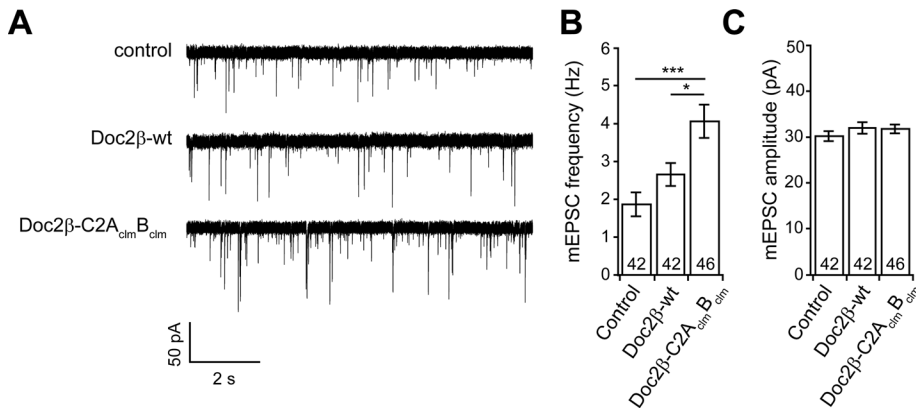 A
control
Doc2β-wt
Doc2β-C2AclmBclm
50 pA
2 s
B
mEPSC frequency (Hz)
6
5
4
3
2
1
0
***
*
42
42
46
Control
Doc2β-wt
Doc2β-C2AclmBclm
C
mEPSC amplitude (pA)
50
40
30
20
10
0
42
42
46
Control
Doc2β-wt
Doc2β-C2AclmBclm